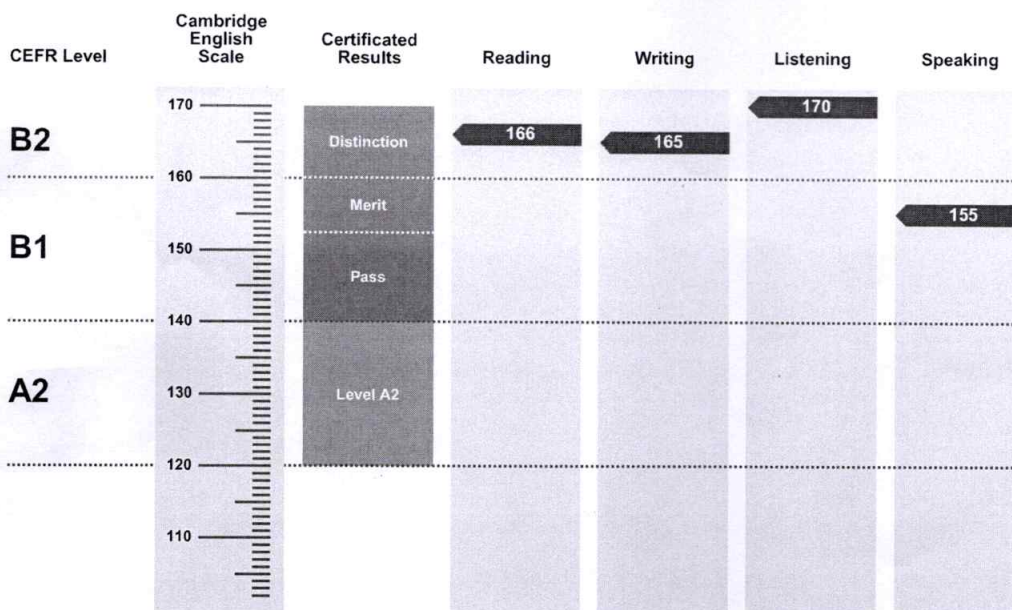 CEFR Level
Cambridge
English
Scale
Certificated
Results
Reading
Writing
Listening
Speaking
B2
B1
A2
170
160
150
140
130
120
110
Distinction
Merit
Pass
Level A2
166
165
170
155